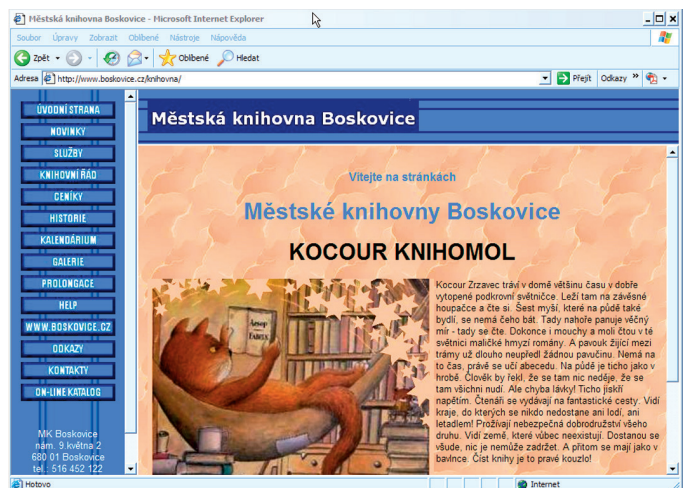 Městská knihovna Boskovice - Microsoft Internet Explorer
Soubor Úpravy Zobrazit Oblíbené Nástroje Nápověda
Zpět Oblíbené Hledat
Adresa http://www.boskovice.cz/knihovna/ Přejít Odkazy »
ÚVODNÍ STRANA
NOVINKY
SLUŽBY
KNIHOVNÍ ŘÁD
CENÍKY
HISTORIE
KALENDÁRIUM
GALERIE
PROLONGACE
HELP
WWW.BOSKOVICE.CZ
ODKAZY
KONTAKTY
ON-LINE KATALOG
MK Boskovice
nám. 9.května 2
680 01 Boskovice
tel.: 516 452 122
Městská knihovna Boskovice
Vítejte na stránkách
Městské knihovny Boskovice
KOCOUR KNIHOMOL
Aesop
FABULE
Kocour Zrzavec tráví v domě většinu času v dobře
vytopené podkrovní světničce. Leží tam na závěsné
houpačce a čte si. Šest myší, které na půdě také
bydlí, se nemá čeho bát. Tady nahoře panuje věčný
mír - tady se čte. Dokonce i mouchy a moli čtou v té
světnici maličké hmyzí romány. A pavouk žijící mezi
trámy už dlouho neupředl žádnou pavučinu. Nemá na
to čas, právě se učí abecedu. Na půdě je ticho jako v
hrobě. Člověk by řekl, že se tam nic neděje, že se
tam všichni nudí. Ale chyba lávky! Ticho jiskří
napětím. Čtenáři se vydávají na fantastické cesty. Vidí
kraje, do kterých se nikdo nedostane ani lodí, ani
letadlem! Prožívají nebezpečná dobrodružství všeho
druhu. Vidí země, které vůbec neexistují. Dostanou se
všude, nic je nemůže zadržet. A přitom se mají jako v
bavlnce. Číst knihy je to pravé kouzlo!
Hotovo Internet